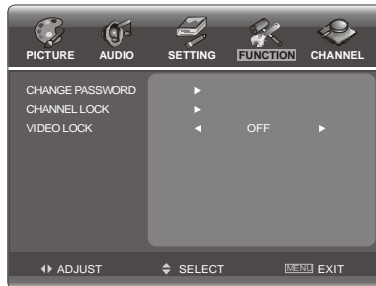 PICTURE AUDIO SETTING FUNCTION CHANNEL
CHANGE PASSWORD
CHANNEL LOCK
VIDEO LOCK OFF
ADJUST SELECT MENU EXIT